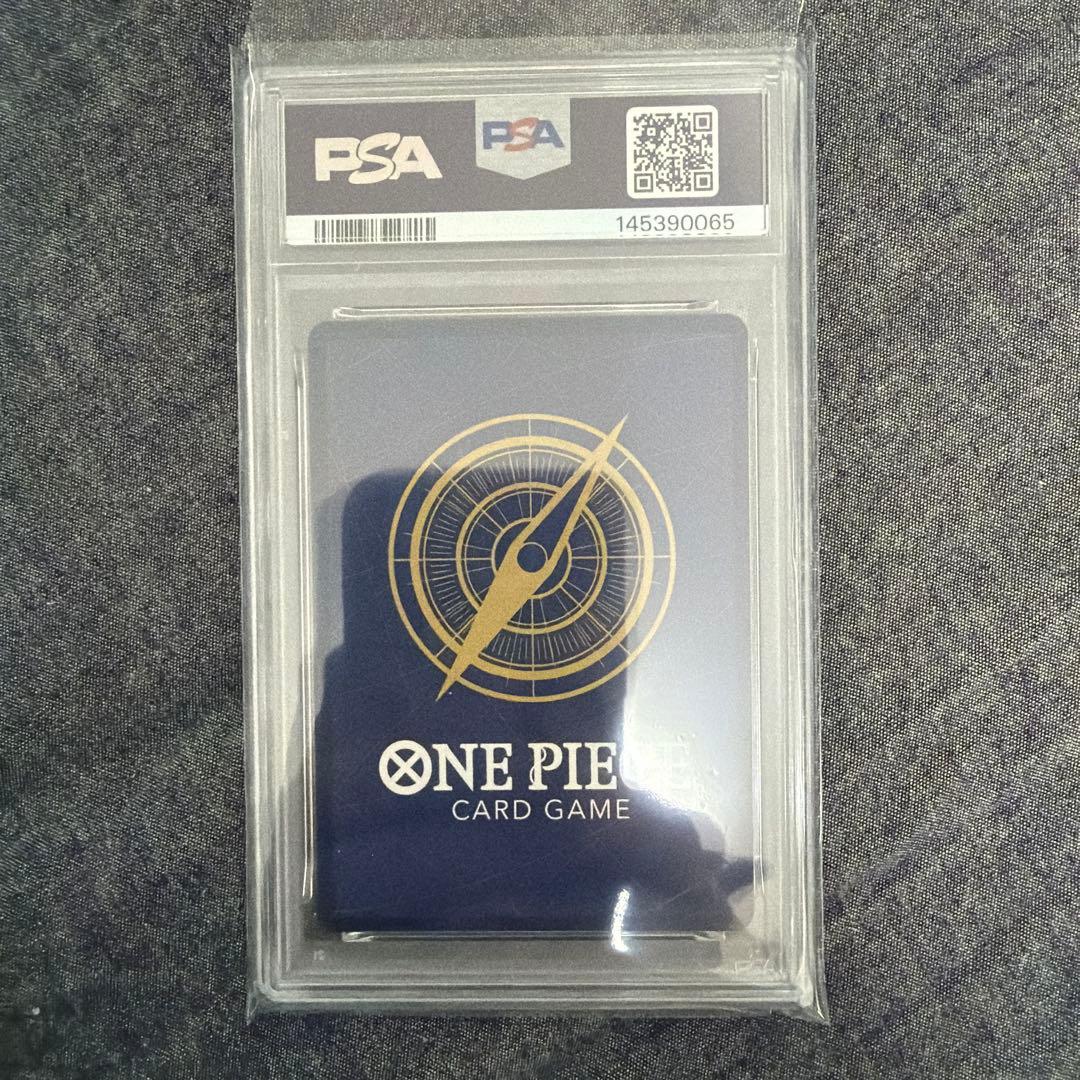 PSA
PSA
145390065
ONE PIECE
CARD GAME